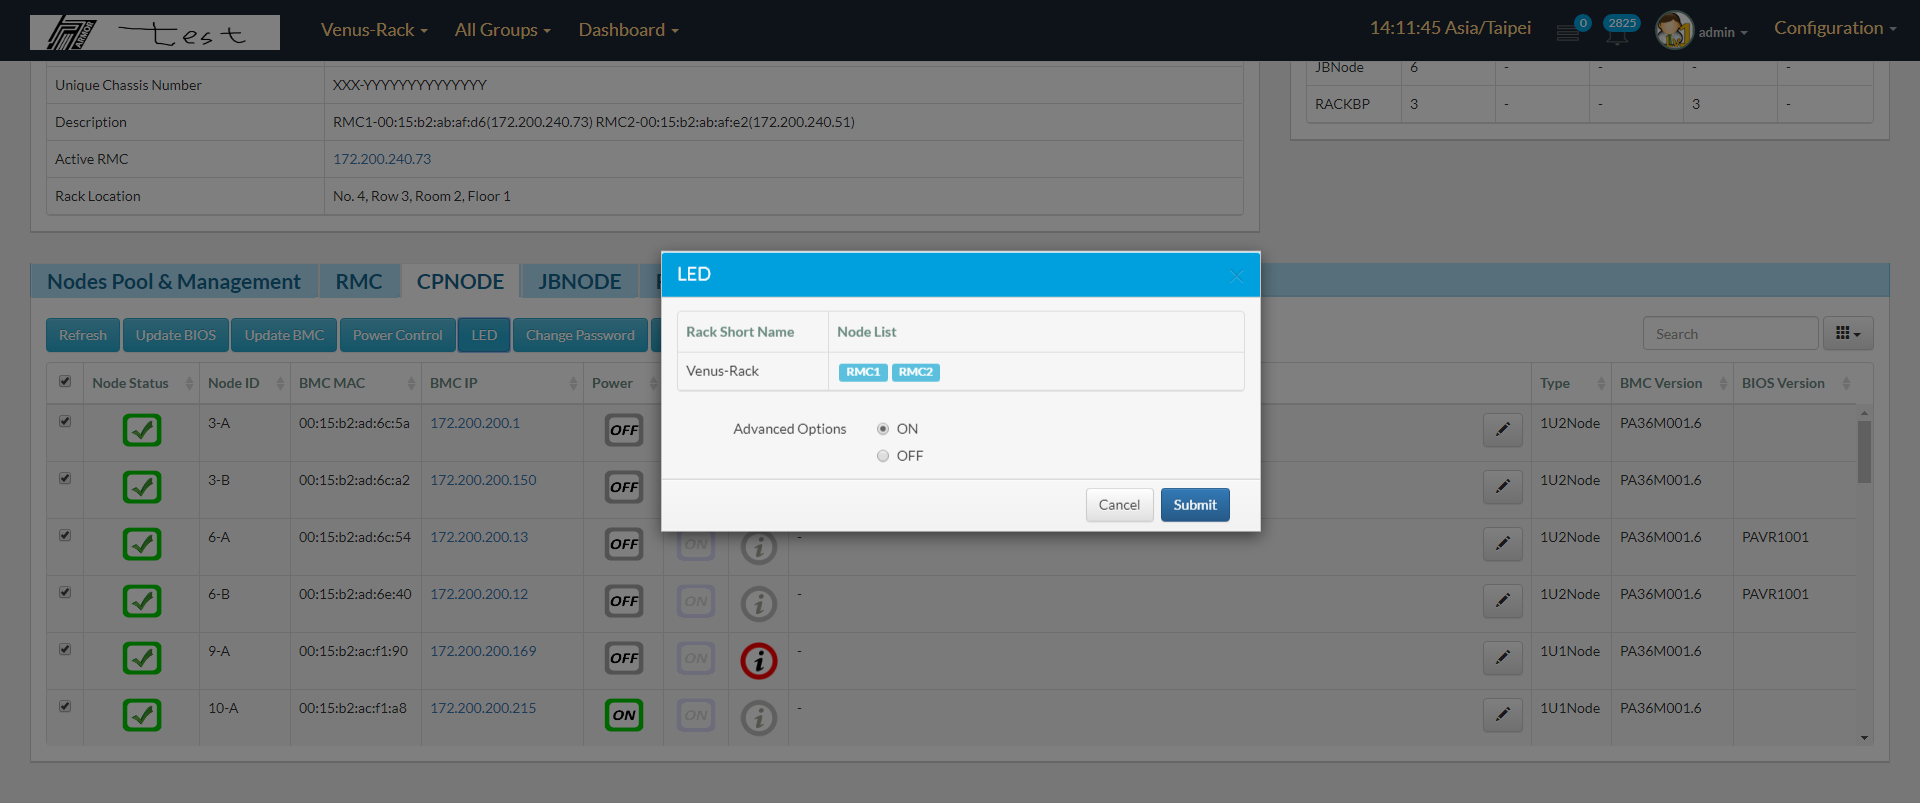 ARMOR test Venus-Rack All Groups Dashboard 14:11:45 Asia/Taipei 0 2825 admin Configuration
JBNode 6 - - - -
Unique Chassis Number XXX-YYYYYYYYYYYYYYY
RACKBP 3 - - 3 -
Description RMC1-00:15:b2:ab:af:d6(172.200.240.73) RMC2-00:15:b2:ab:af:e2(172.200.240.51)
Active RMC 172.200.240.73
Rack Location No. 4, Row 3, Room 2, Floor 1
Nodes Pool & Management RMC CPNODE JBNODE
Refresh Update BIOS Update BMC Power Control LED Change Password Search
Node Status Node ID BMC MAC BMC IP Power Type BMC Version BIOS Version
3-A 00:15:b2:ad:6c:5a 172.200.200.1 OFF 1U2Node PA36M001.6
3-B 00:15:b2:ad:6c:a2 172.200.200.150 OFF 1U2Node PA36M001.6
6-A 00:15:b2:ad:6c:54 172.200.200.13 OFF ON i - 1U2Node PA36M001.6 PAVR1001
6-B 00:15:b2:ad:6e:40 172.200.200.12 OFF ON i - 1U2Node PA36M001.6 PAVR1001
9-A 00:15:b2:ac:f1:90 172.200.200.169 OFF ON i - 1U1Node PA36M001.6
10-A 00:15:b2:ac:f1:a8 172.200.200.215 ON ON i - 1U1Node PA36M001.6
LED
Rack Short Name Node List
Venus-Rack RMC1 RMC2
Advanced Options ON
OFF
Cancel Submit